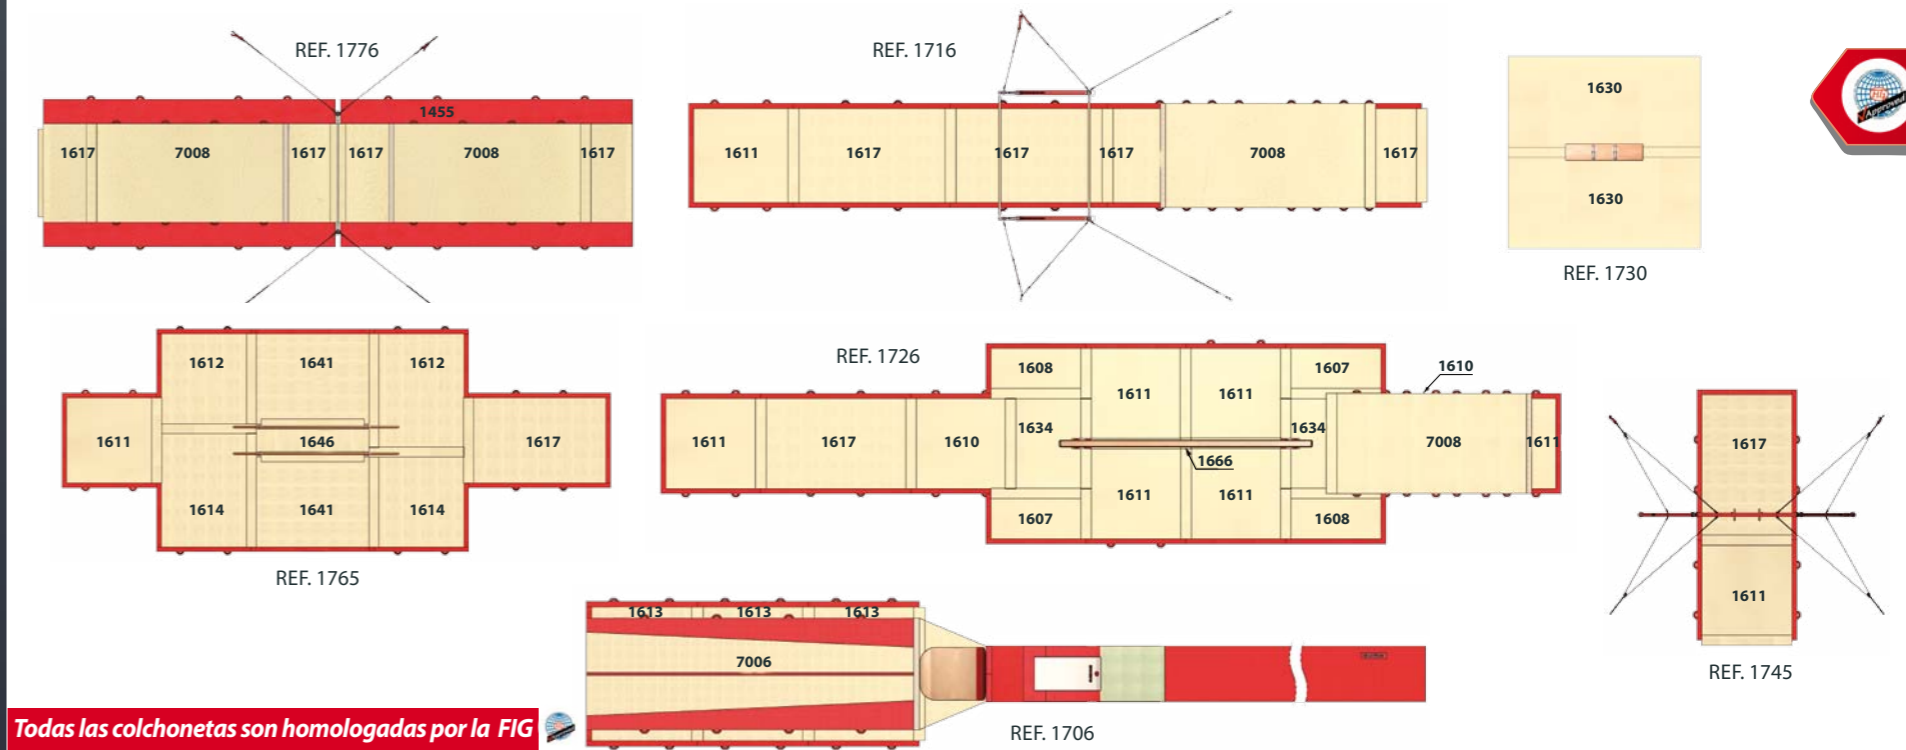 REF. 1776
1455
1617 7008 1617 1617 7008 1617
REF. 1716
1611 1617 1617 1617 7008 1617
1630
1630
REF. 1730
Approved
1612 1641 1612
1611 1646 1617
1614 1641 1614
REF. 1765
REF. 1726
1608 1607 1610
1611 1611
1611 1617 1610 1634 1634 7008 1611
1666
1611 1611
1607 1608
1617
1611
REF. 1745
1613 1613 1613
7006
REF. 1706
Todas las colchonetas son homologadas por la FIG